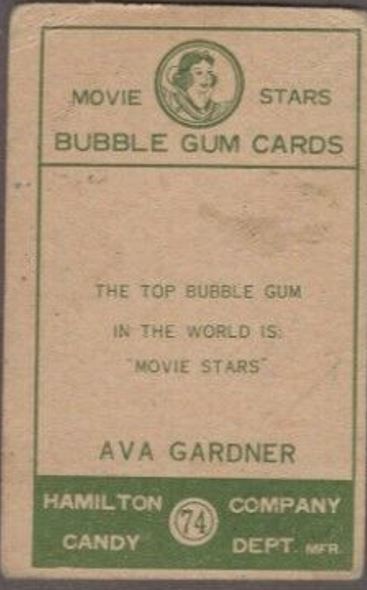 MOVIE STARS
BUBBLE GUM CARDS
THE TOP BUBBLE GUM
IN THE WORLD IS:
"MOVIE STARS"
AVA GARDNER
HAMILTON 74 COMPANY
CANDY DEPT. MFR.